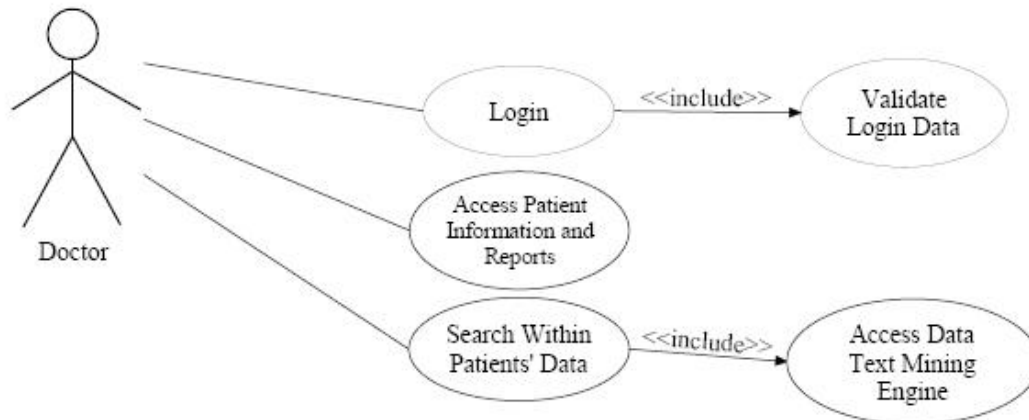 Login
<<include>>
Validate
Login Data
Access Patient
Information and
Reports
Doctor
Search Within
Patients' Data
<<include>>
Access Data
Text Mining
Engine